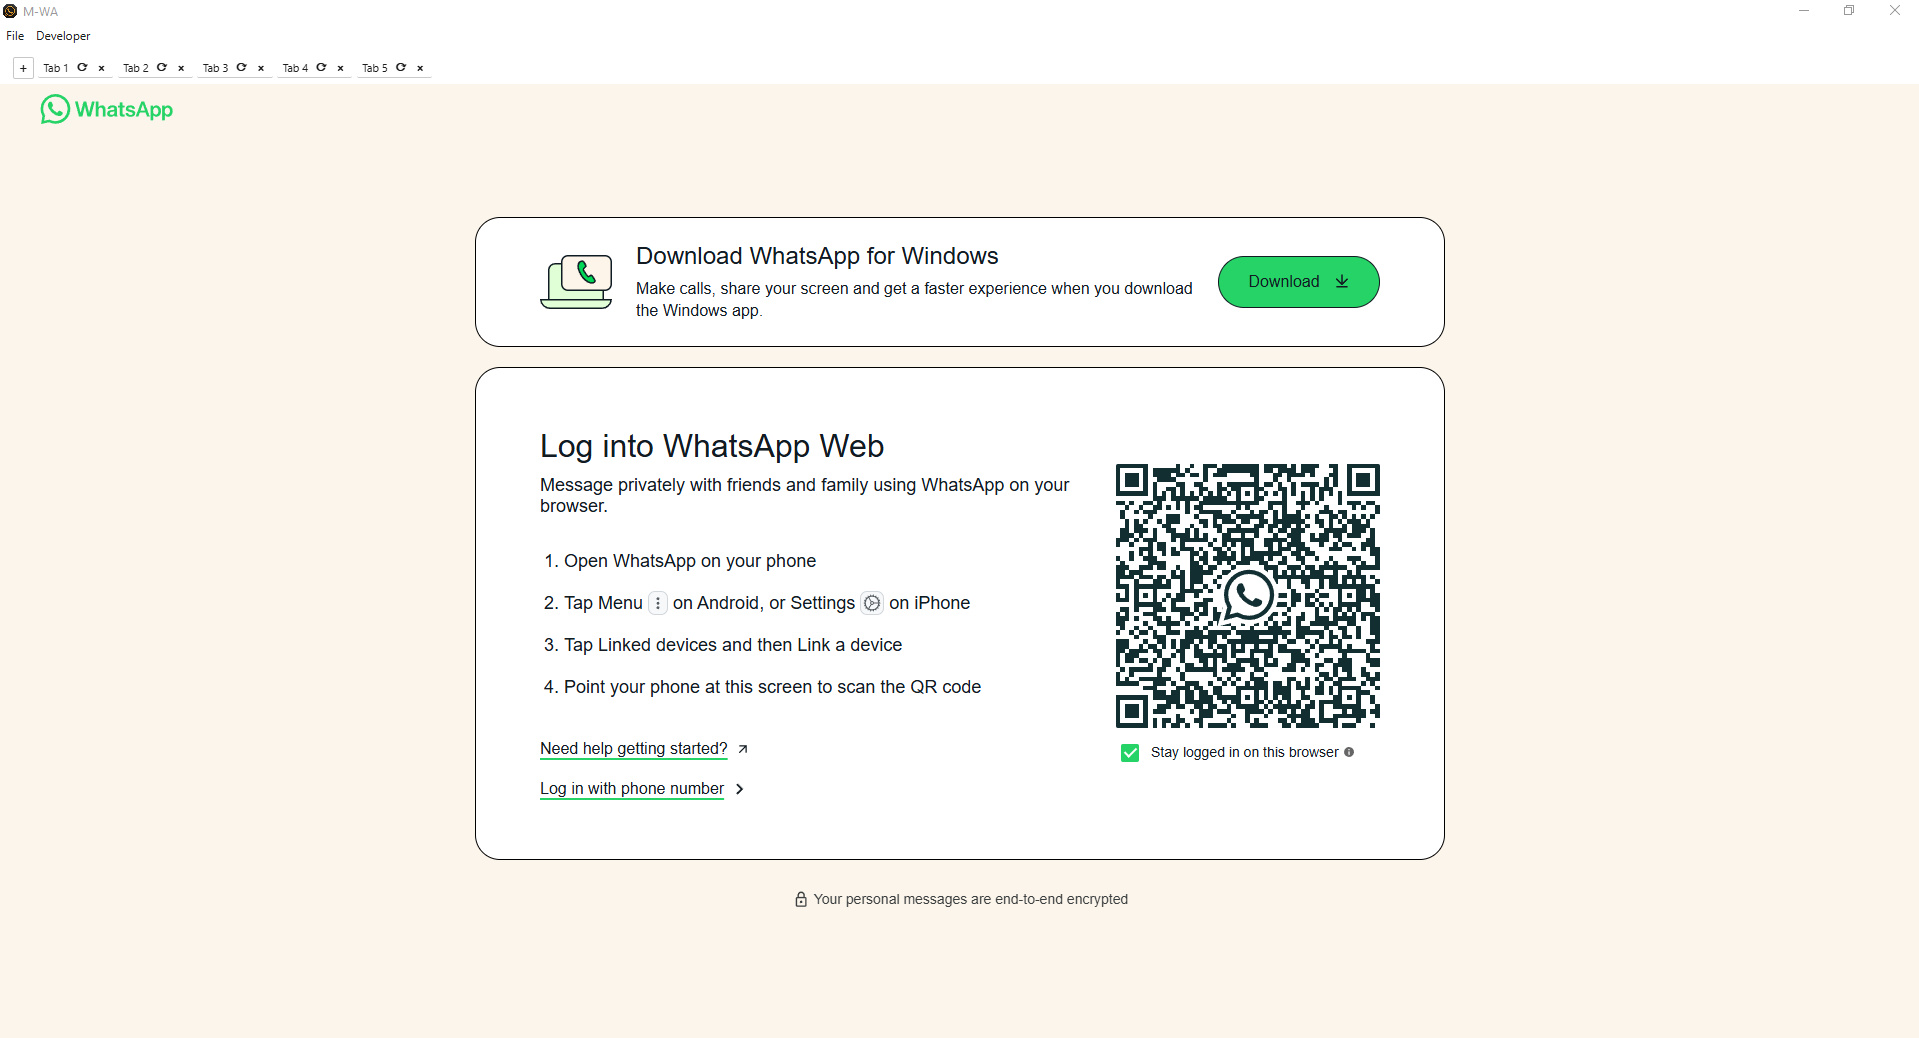 M-WA
File Developer
+ Tab 1 Tab 2 Tab 3 Tab 4 Tab 5
WhatsApp
Download WhatsApp for Windows
Make calls, share your screen and get a faster experience when you download
the Windows app.
Download
Log into WhatsApp Web
Message privately with friends and family using WhatsApp on your
browser.
1. Open WhatsApp on your phone
2. Tap Menu on Android, or Settings on iPhone
3. Tap Linked devices and then Link a device
4. Point your phone at this screen to scan the QR code
Need help getting started?
Log in with phone number
Stay logged in on this browser
Your personal messages are end-to-end encrypted